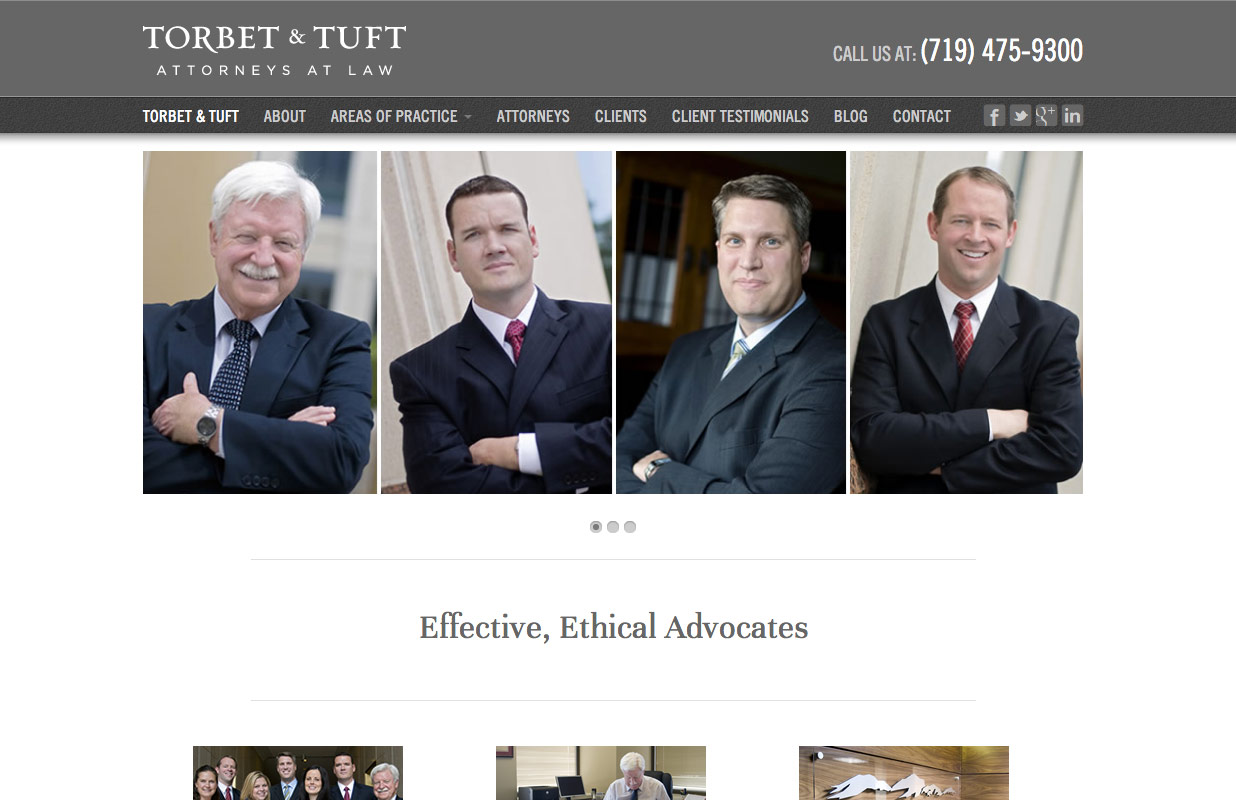 TORBET & TUFT
ATTORNEYS AT LAW
CALL US AT: (719) 475-9300
TORBET & TUFT ABOUT AREAS OF PRACTICE ATTORNEYS CLIENTS CLIENT TESTIMONIALS BLOG CONTACT
Effective, Ethical Advocates